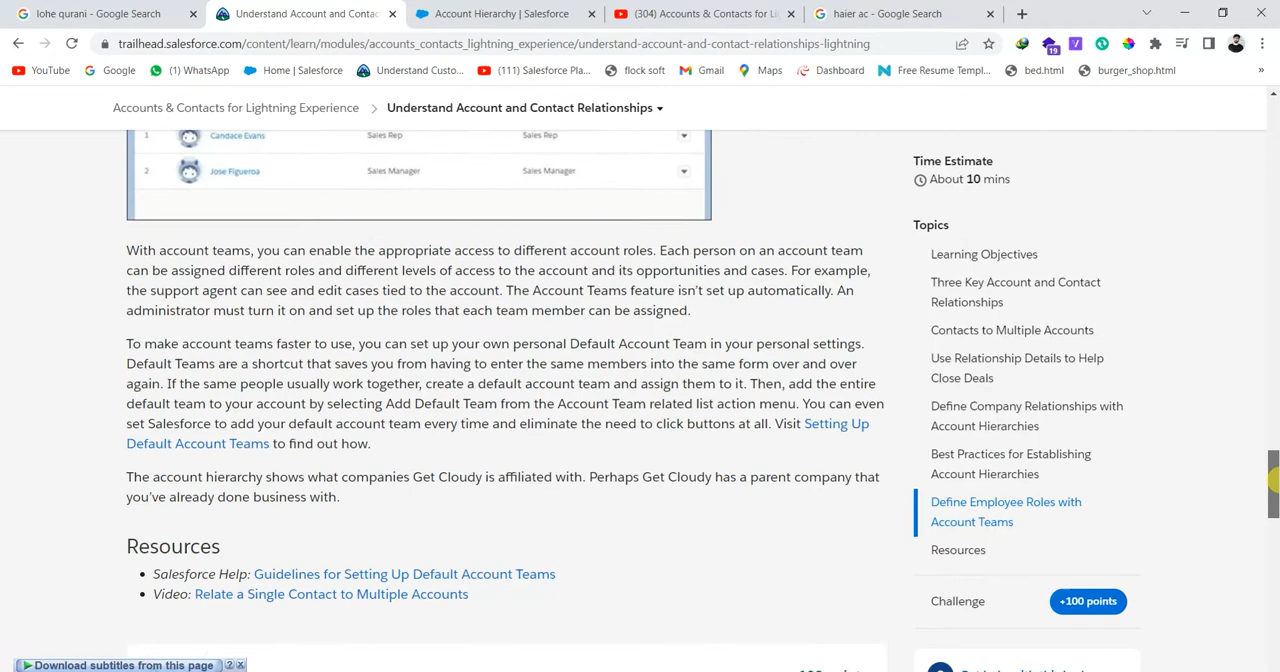 lohe qurani - Google Search
Understand Account and Contac
Account Hierarchy | Salesforce
(304) Accounts & Contacts for Li
haier ac - Google Search
trailhead.salesforce.com/content/learn/modules/accounts_contacts_lightning_experience/understand-account-and-contact-relationships-lightning
19
YouTube
Google
(1) WhatsApp
Home | Salesforce
Understand Custo...
(111) Salesforce Pla...
flock soft
Gmail
Maps
Dashboard
Free Resume Templ...
bed.html
burger_shop.html
»
Accounts & Contacts for Lightning Experience
Understand Account and Contact Relationships
1 Candace Evans Sales Rep Sales Rep
2 Jose Figueroa Sales Manager Sales Manager
With account teams, you can enable the appropriate access to different account roles. Each person on an account team
can be assigned different roles and different levels of access to the account and its opportunities and cases. For example,
the support agent can see and edit cases tied to the account. The Account Teams feature isn't set up automatically. An
administrator must turn it on and set up the roles that each team member can be assigned.
To make account teams faster to use, you can set up your own personal Default Account Team in your personal settings.
Default Teams are a shortcut that saves you from having to enter the same members into the same form over and over
again. If the same people usually work together, create a default account team and assign them to it. Then, add the entire
default team to your account by selecting Add Default Team from the Account Team related list action menu. You can even
set Salesforce to add your default account team every time and eliminate the need to click buttons at all. Visit Setting Up
Default Account Teams to find out how.
The account hierarchy shows what companies Get Cloudy is affiliated with. Perhaps Get Cloudy has a parent company that
you've already done business with.
Resources
• Salesforce Help: Guidelines for Setting Up Default Account Teams
• Video: Relate a Single Contact to Multiple Accounts
Time Estimate
About 10 mins
Topics
Learning Objectives
Three Key Account and Contact
Relationships
Contacts to Multiple Accounts
Use Relationship Details to Help
Close Deals
Define Company Relationships with
Account Hierarchies
Best Practices for Establishing
Account Hierarchies
Define Employee Roles with
Account Teams
Resources
Challenge
+100 points
Download subtitles from this page